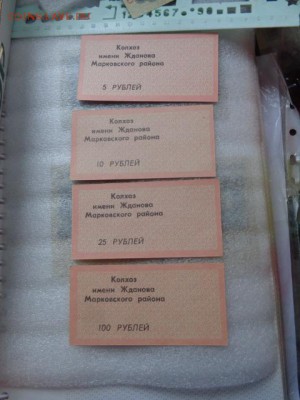 Колхоз
имени Жданова
Марковского района
5 РУБЛЕЙ
Колхоз
имени Жданова
Марковского района
10 РУБЛЕЙ
Колхоз
имени Жданова
Марковского района
25 РУБЛЕЙ
Колхоз
имени Жданова
Марковского района
100 РУБЛЕЙ